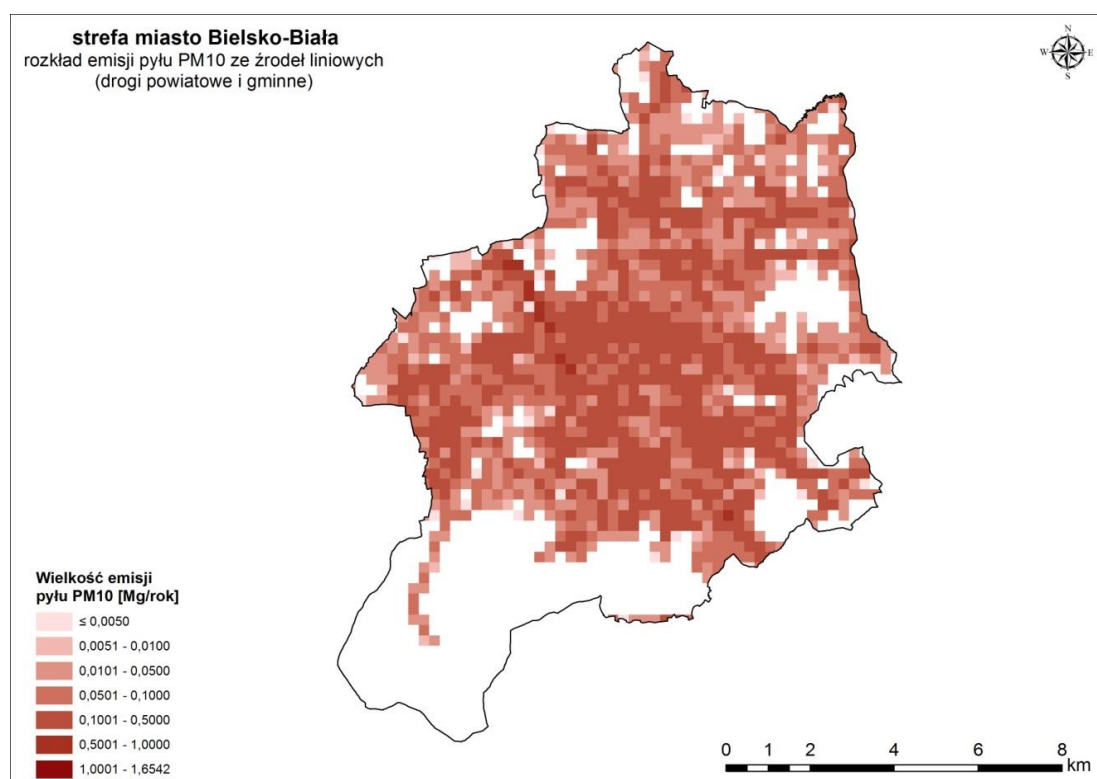 strefa miasto Bielsko-Biała
rozkład emisji pyłu PM10 ze źrodeł liniowych
(drogi powiatowe i gminne)
N
W E
S
Wielkość emisji
pyłu PM10 [Mg/rok]
≤ 0,0050
0,0051 - 0,0100
0,0101 - 0,0500
0,0501 - 0,1000
0,1001 - 0,5000
0,5001 - 1,0000
1,0001 - 1,6542
0 1 2 4 6 8
km